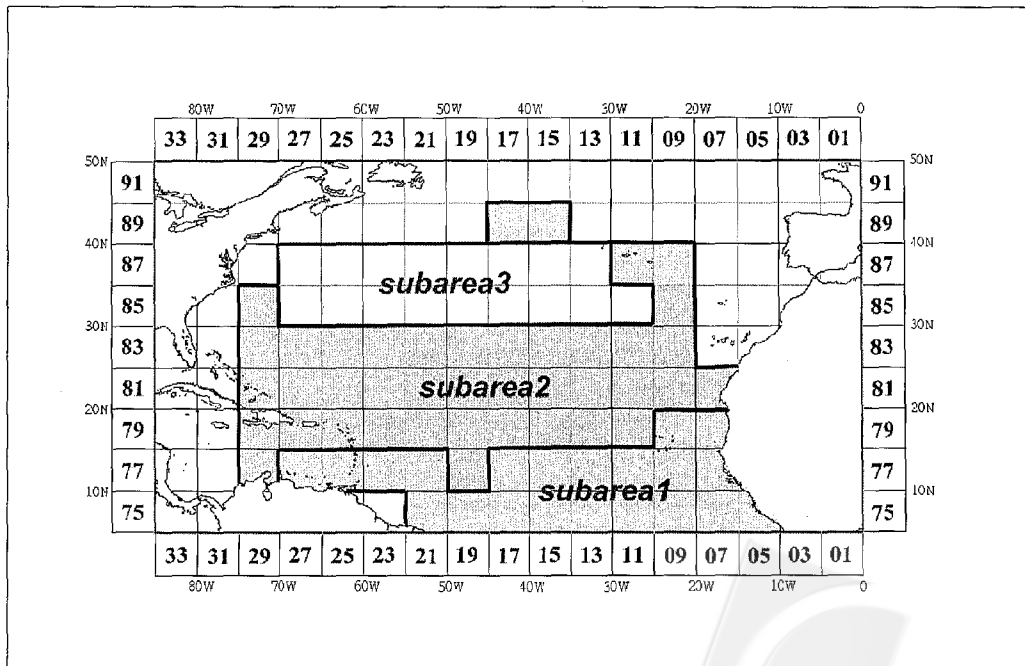 80W 70W 60W 50W 40W 30W 20W 10W 0
33 31 29 27 25 23 21 19 17 15 13 11 09 07 05 03 01
50N 50N
91 91
89 89
40N 40N
87 87
subarea3
85 85
30N 30N
83 83
81 subarea2 81
20N 20N
79 79
77 77
10N subarea1 10N
75 75
33 31 29 27 25 23 21 19 17 15 13 11 09 07 05 03 01
80W 70W 60W 50W 40W 30W 20W 10W 0